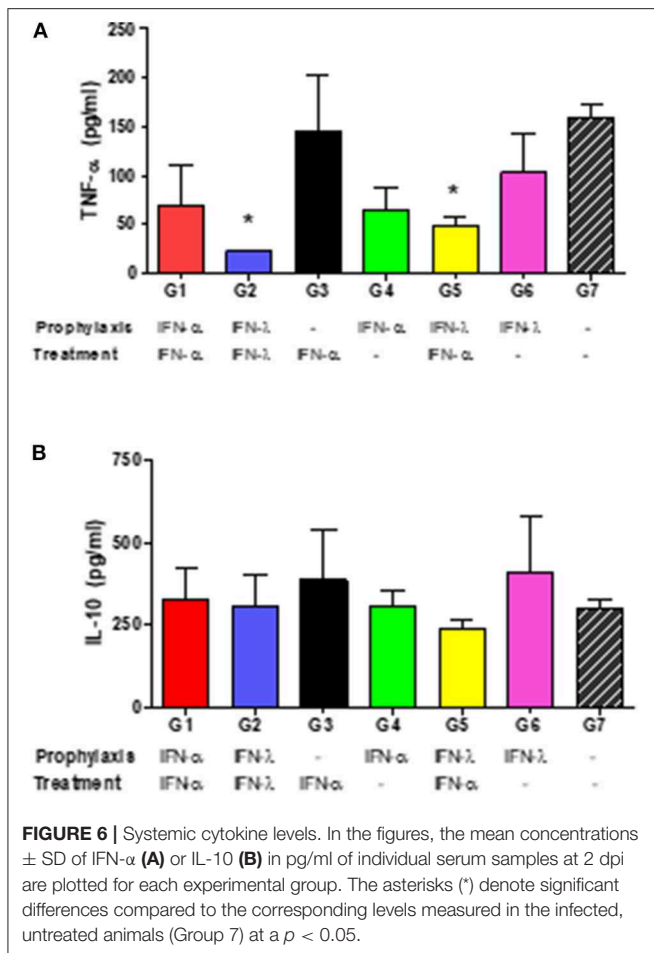 A
250
200
150
100
50
0
TNF-α (pg/ml)
* *
G1 G2 G3 G4 G5 G6 G7
Prophylaxis IFN-α IFN-λ - IFN-α IFN-λ IFN-λ -
Treatment IFN-α IFN-λ IFN-α - IFN-α - -
B
750
500
250
0
IL-10 (pg/ml)
G1 G2 G3 G4 G5 G6 G7
Prophylaxis IFN-α IFN-λ - IFN-α IFN-λ IFN-λ -
Treatment IFN-α IFN-λ IFN-α - IFN-α - -
FIGURE 6 | Systemic cytokine levels. In the figures, the mean concentrations
± SD of IFN-α (A) or IL-10 (B) in pg/ml of individual serum samples at 2 dpi
are plotted for each experimental group. The asterisks (*) denote significant
differences compared to the corresponding levels measured in the infected,
untreated animals (Group 7) at a p < 0.05.